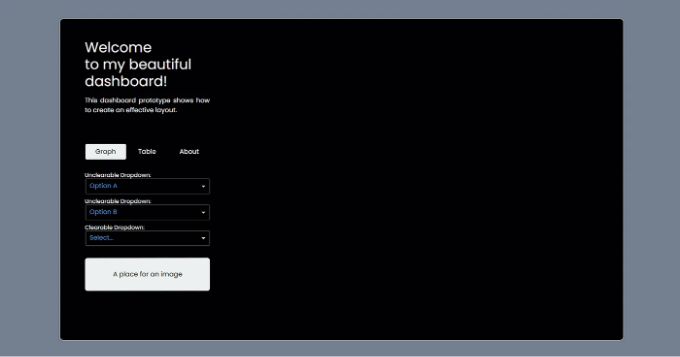 Welcome
to my beautiful
dashboard!
This dashboard prototype shows how
to create an effective layout.
Graph Table About
Unclearable Dropdown:
Option A
Unclearable Dropdown:
Option B
Clearable Dropdown:
Select...
A place for an image